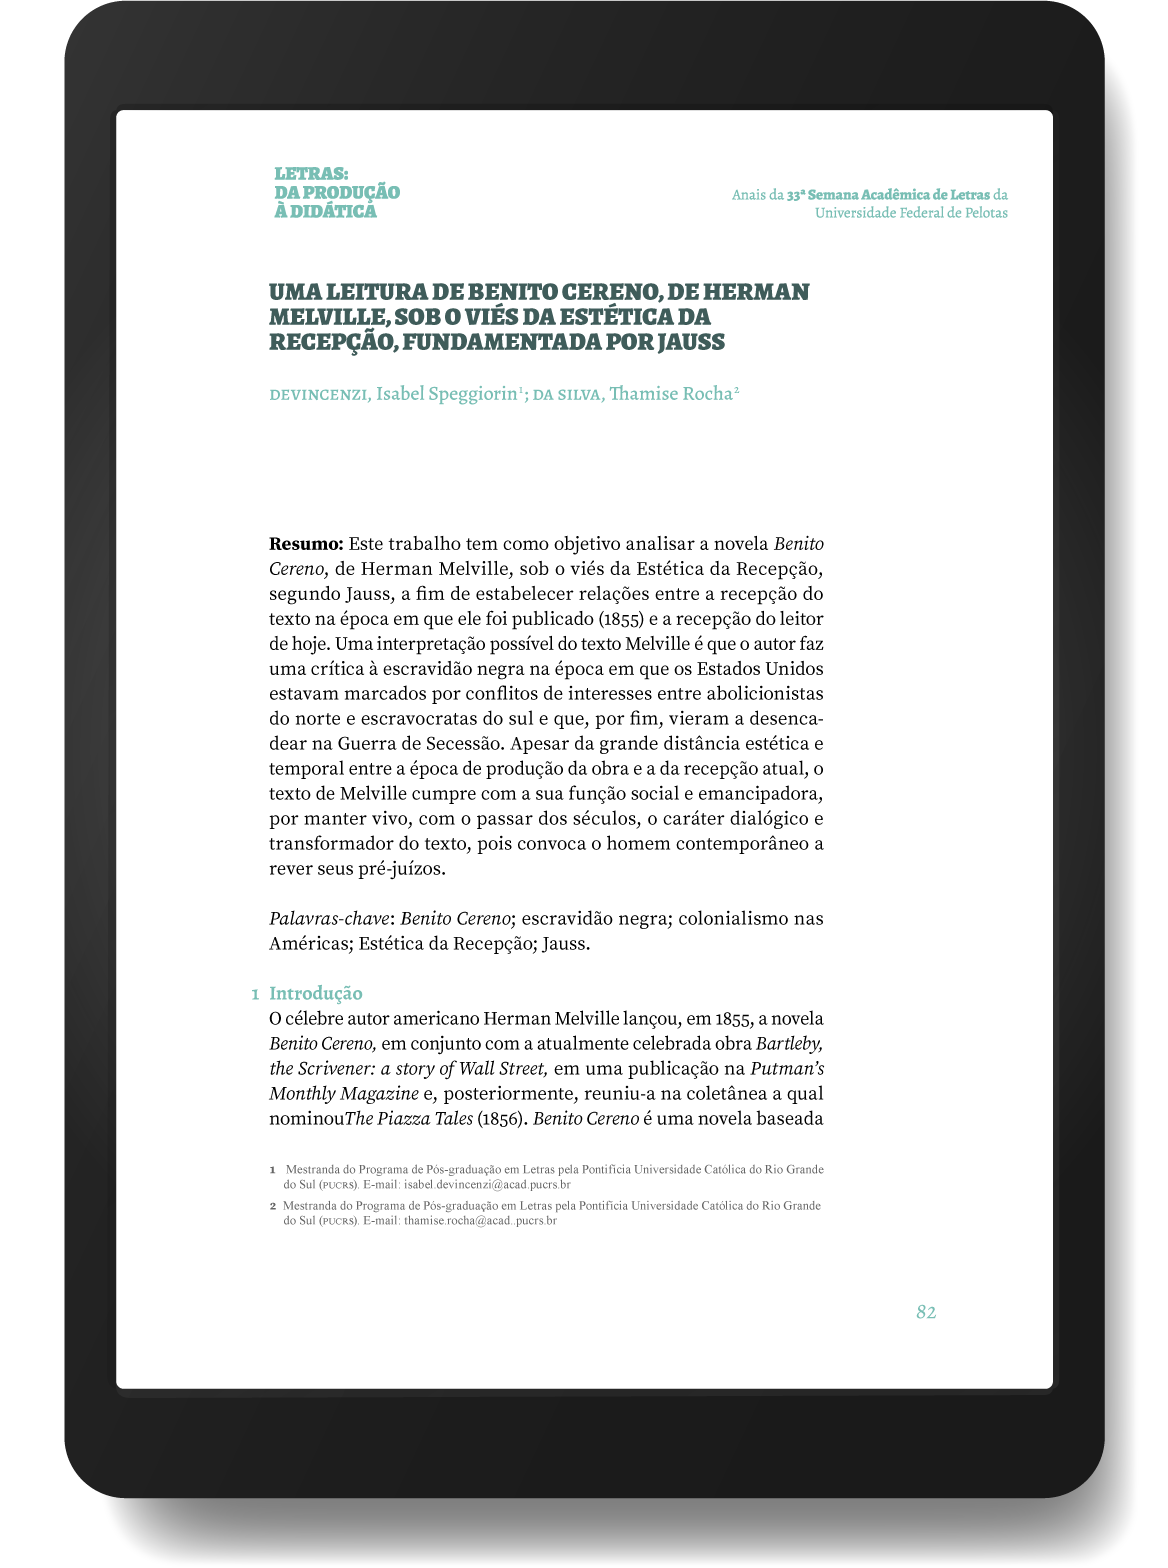 LETRAS:
DA PRODUÇÃO
À DIDÁTICA
Anais da 33ª Semana Acadêmica de Letras da
Universidade Federal de Pelotas
UMA LEITURA DE BENITO CERENO, DE HERMAN
MELVILLE, SOB O VIÉS DA ESTÉTICA DA
RECEPÇÃO, FUNDAMENTADA POR JAUSS
DEVINCENZI, Isabel Speggiorin¹; DA SILVA, Thamise Rocha²
Resumo: Este trabalho tem como objetivo analisar a novela Benito
Cereno, de Herman Melville, sob o viés da Estética da Recepção,
segundo Jauss, a fim de estabelecer relações entre a recepção do
texto na época em que ele foi publicado (1855) e a recepção do leitor
de hoje. Uma interpretação possível do texto Melville é que o autor faz
uma crítica à escravidão negra na época em que os Estados Unidos
estavam marcados por conflitos de interesses entre abolicionistas
do norte e escravocratas do sul e que, por fim, vieram a desenca-
dear na Guerra de Secessão. Apesar da grande distância estética e
temporal entre a época de produção da obra e a da recepção atual, o
texto de Melville cumpre com a sua função social e emancipadora,
por manter vivo, com o passar dos séculos, o caráter dialógico e
transformador do texto, pois convoca o homem contemporâneo a
rever seus pré-juízos.
Palavras-chave: Benito Cereno; escravidão negra; colonialismo nas
Américas; Estética da Recepção; Jauss.
1 Introdução
O célebre autor americano Herman Melville lançou, em 1855, a novela
Benito Cereno, em conjunto com a atualmente celebrada obra Bartleby,
the Scrivener: a story of Wall Street, em uma publicação na Putman's
Monthly Magazine e, posteriormente, reuniu-a na coletânea a qual
nominouThe Piazza Tales (1856). Benito Cereno é uma novela baseada
1 Mestranda do Programa de Pós-graduação em Letras pela Pontifícia Universidade Católica do Rio Grande
do Sul (PUCRS). E-mail: isabel.devincenzi@acad.pucrs.br
2 Mestranda do Programa de Pós-graduação em Letras pela Pontifícia Universidade Católica do Rio Grande
do Sul (PUCRS). E-mail: thamise.rocha@acad..pucrs.br
82